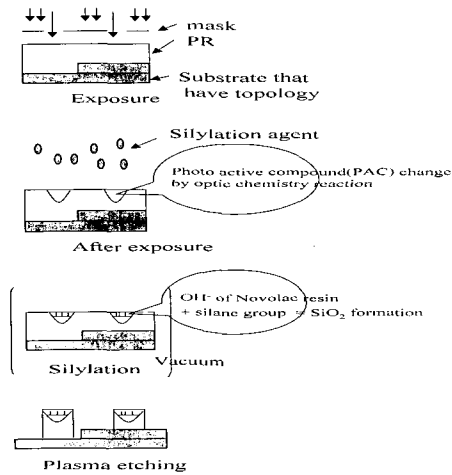 mask
PR
Substrate that
have topology
Exposure
Silylation agent
Photo active compound(PAC) change
by optic chemistry reaction
After exposure
OH- of Novolac resin
+ silane group = SiO₂ formation
Vacuum
Silylation
Plasma etching